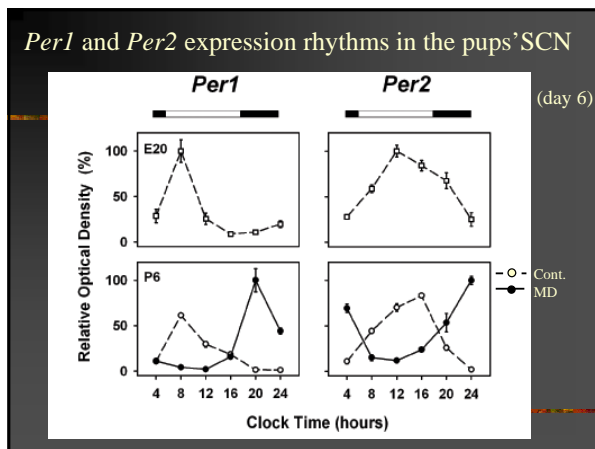 Per1 and Per2 expression rhythms in the pups’SCN
(day 6)
Per1 Per2
E20
100
50
0
P6
100
50
0
Relative Optical Density (%)
4 8 12 16 20 24 4 8 12 16 20 24
Clock Time (hours)
Cont.
MD